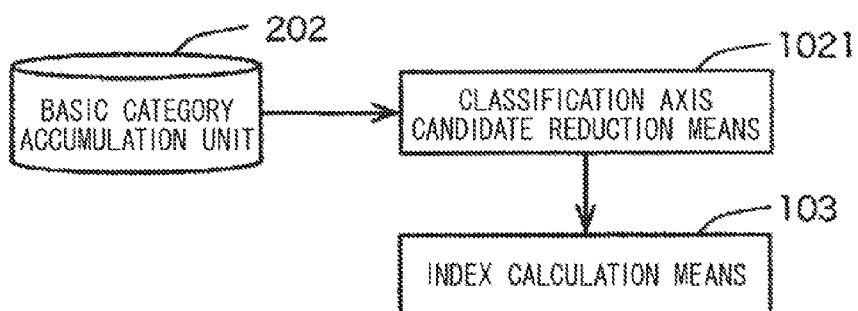 202
BASIC CATEGORY
ACCUMULATION UNIT
1021
CLASSIFICATION AXIS
CANDIDATE REDUCTION MEANS
103
INDEX CALCULATION MEANS